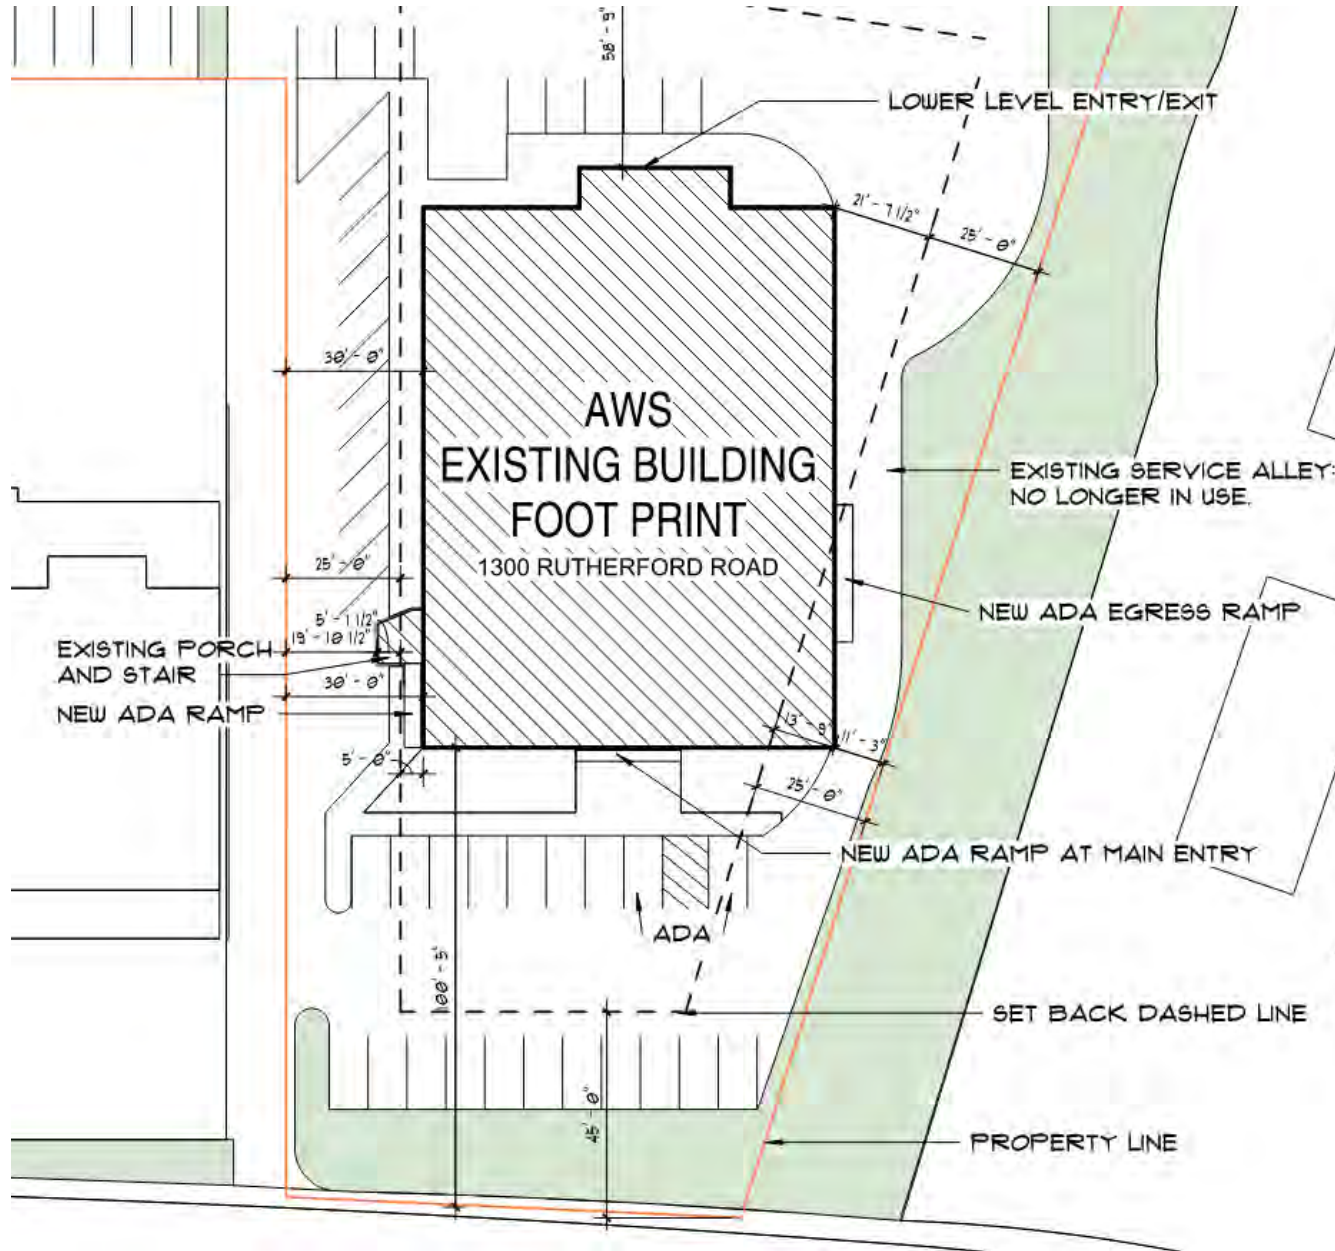 58' - 9"
LOWER LEVEL ENTRY/EXIT
21' - 7 1/2"
25' - 0"
30' - 0"
AWS
EXISTING BUILDING
FOOT PRINT
1300 RUTHERFORD ROAD
EXISTING SERVICE ALLEY:
NO LONGER IN USE.
25' - 0"
NEW ADA EGRESS RAMP
5' - 1 1/2"
19' - 10 1/2"
EXISTING PORCH
AND STAIR
30' - 0"
NEW ADA RAMP
13' - 9"
11' - 3"
5' - 0"
25' - 0"
NEW ADA RAMP AT MAIN ENTRY
ADA
100' - 5"
SET BACK DASHED LINE
45' - 0"
PROPERTY LINE